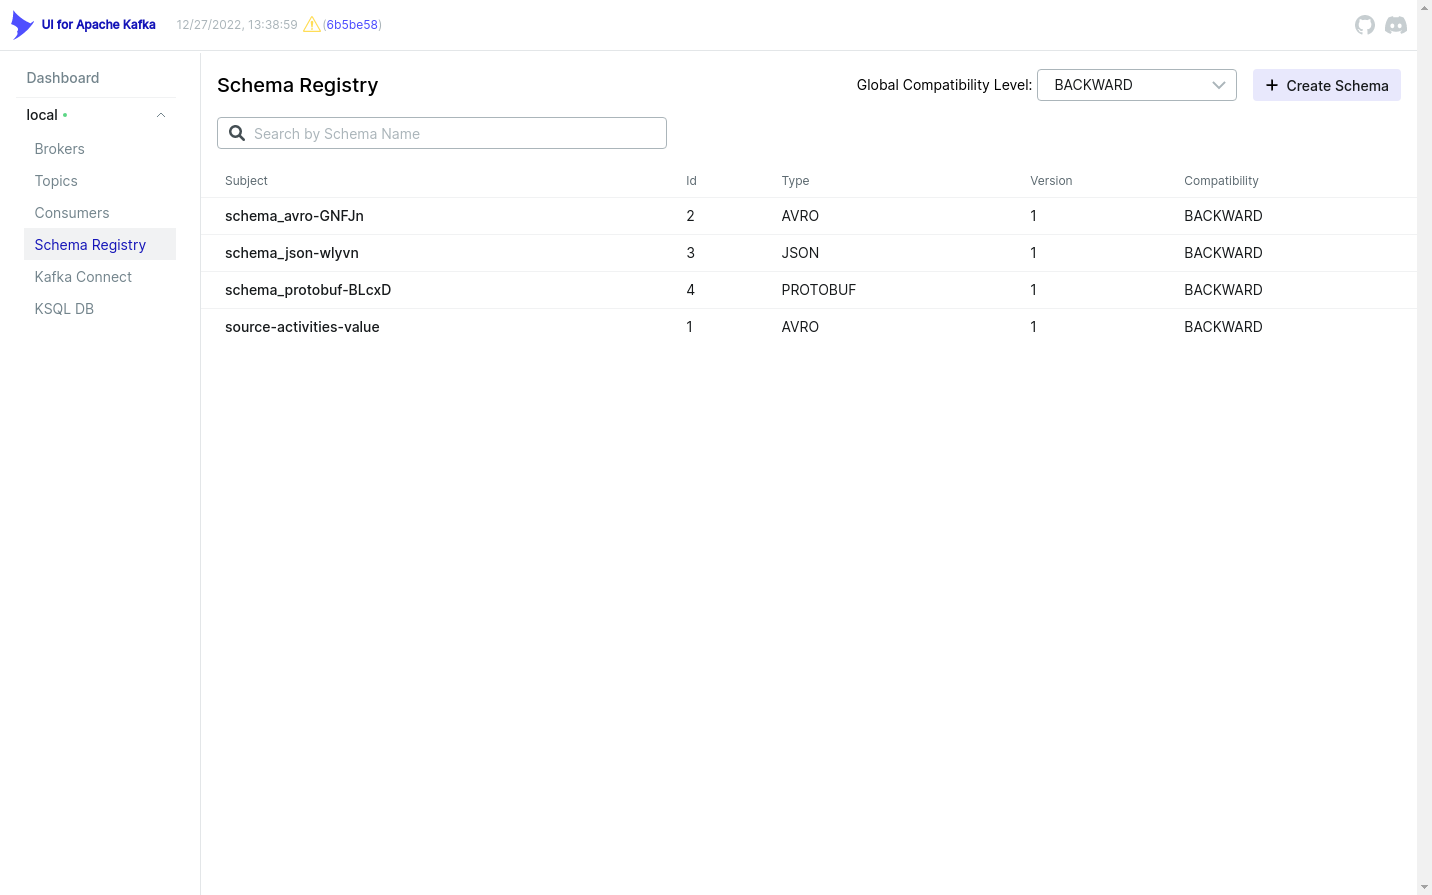 UI for Apache Kafka 12/27/2022, 13:38:59 (6b5be58)
Dashboard
local
Brokers
Topics
Consumers
Schema Registry
Kafka Connect
KSQL DB
Schema Registry
Global Compatibility Level: BACKWARD
Create Schema
Search by Schema Name
Subject Id Type Version Compatibility
schema_avro-GNFJn 2 AVRO 1 BACKWARD
schema_json-wlyvn 3 JSON 1 BACKWARD
schema_protobuf-BLcxD 4 PROTOBUF 1 BACKWARD
source-activities-value 1 AVRO 1 BACKWARD